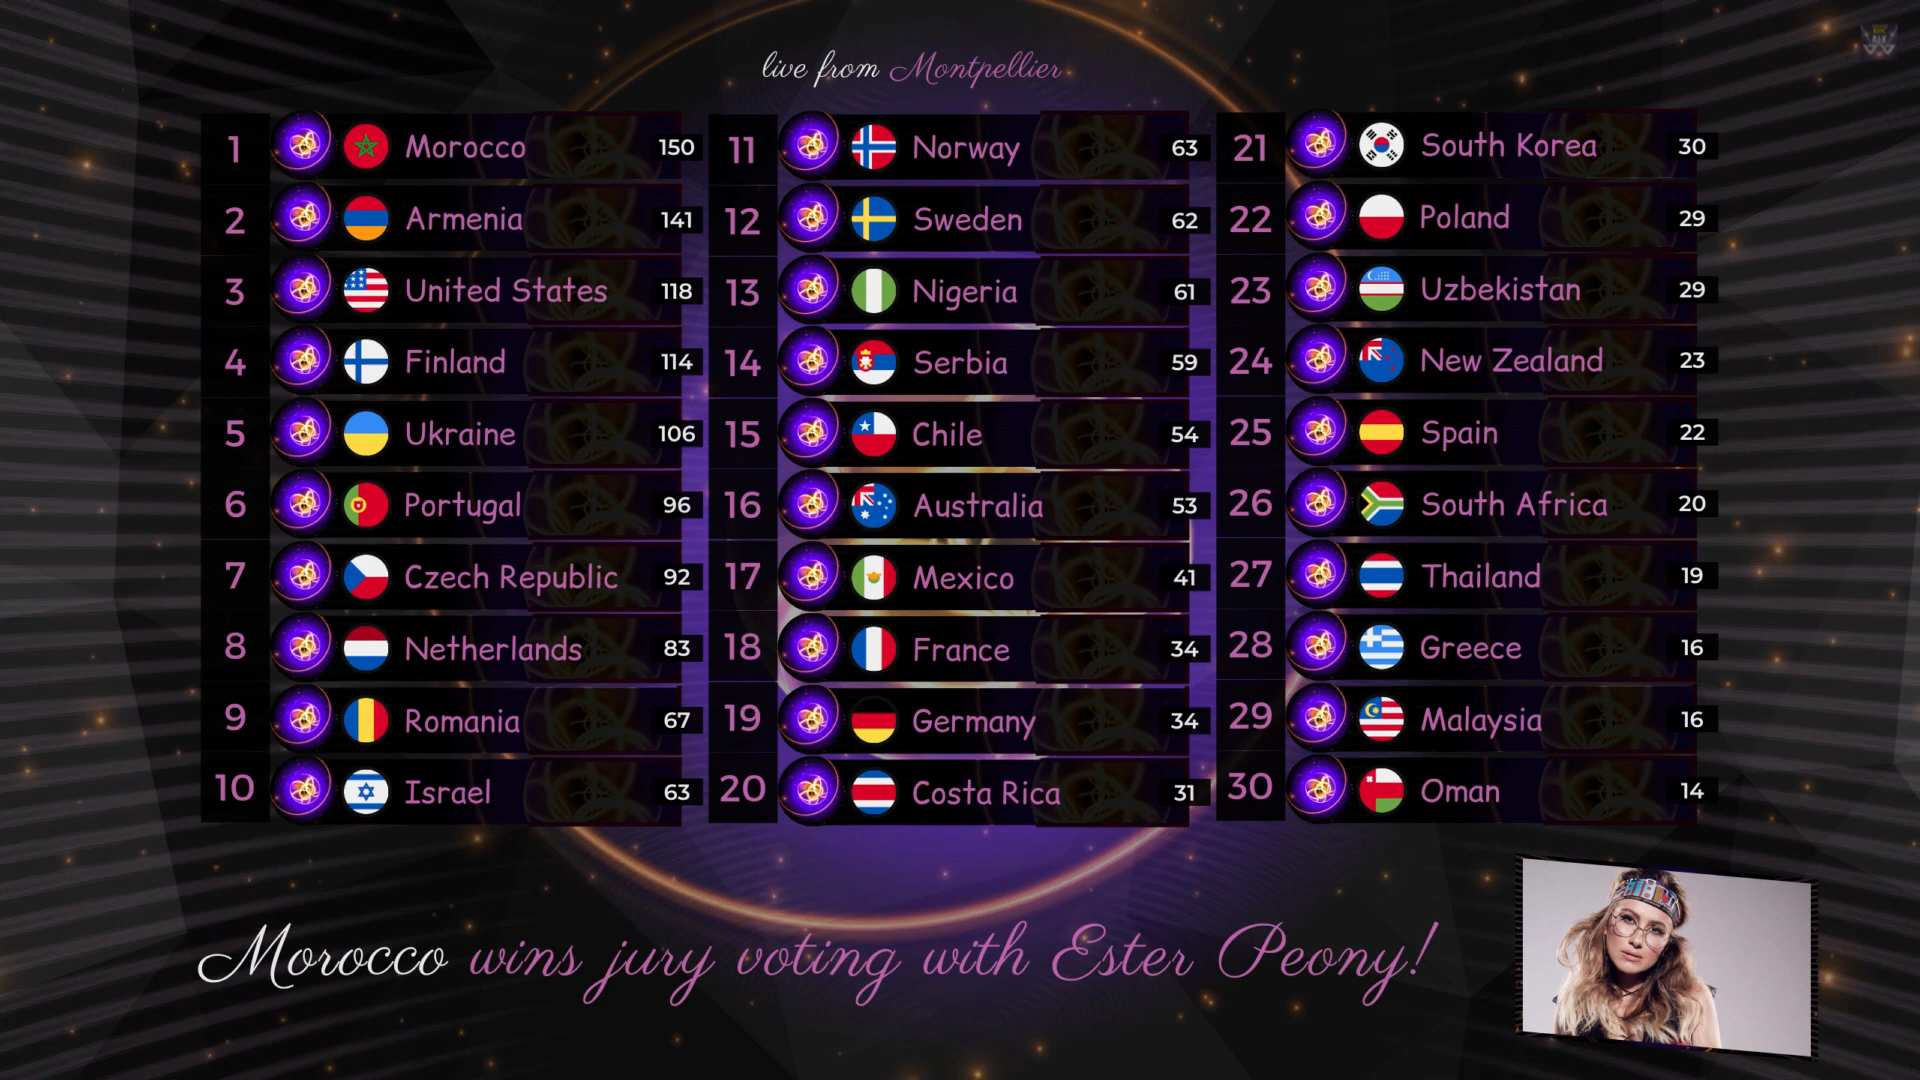 live from Montpellier
1 Morocco 150
2 Armenia 141
3 United States 118
4 Finland 114
5 Ukraine 106
6 Portugal 96
7 Czech Republic 92
8 Netherlands 83
9 Romania 67
10 Israel 63
11 Norway 63
12 Sweden 62
13 Nigeria 61
14 Serbia 59
15 Chile 54
16 Australia 53
17 Mexico 41
18 France 34
19 Germany 34
20 Costa Rica 31
21 South Korea 30
22 Poland 29
23 Uzbekistan 29
24 New Zealand 23
25 Spain 22
26 South Africa 20
27 Thailand 19
28 Greece 16
29 Malaysia 16
30 Oman 14
Morocco wins jury voting with Ester Peony!